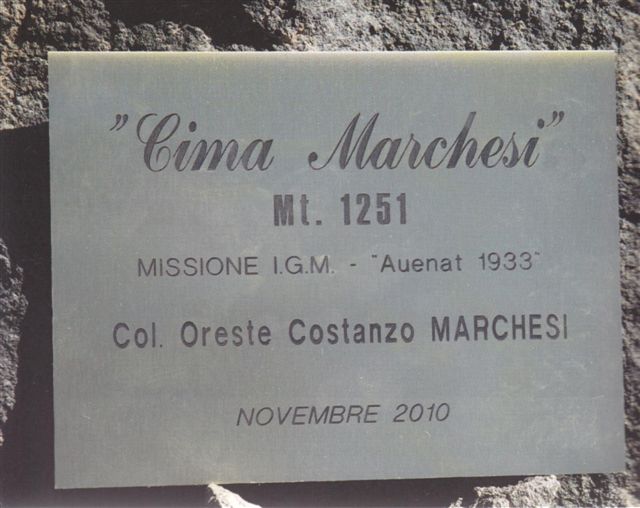 "Cima Marchesi"
Mt. 1251
MISSIONE I.G.M. - "Auenat 1933"
Col. Oreste Costanzo MARCHESI
NOVEMBRE 2010